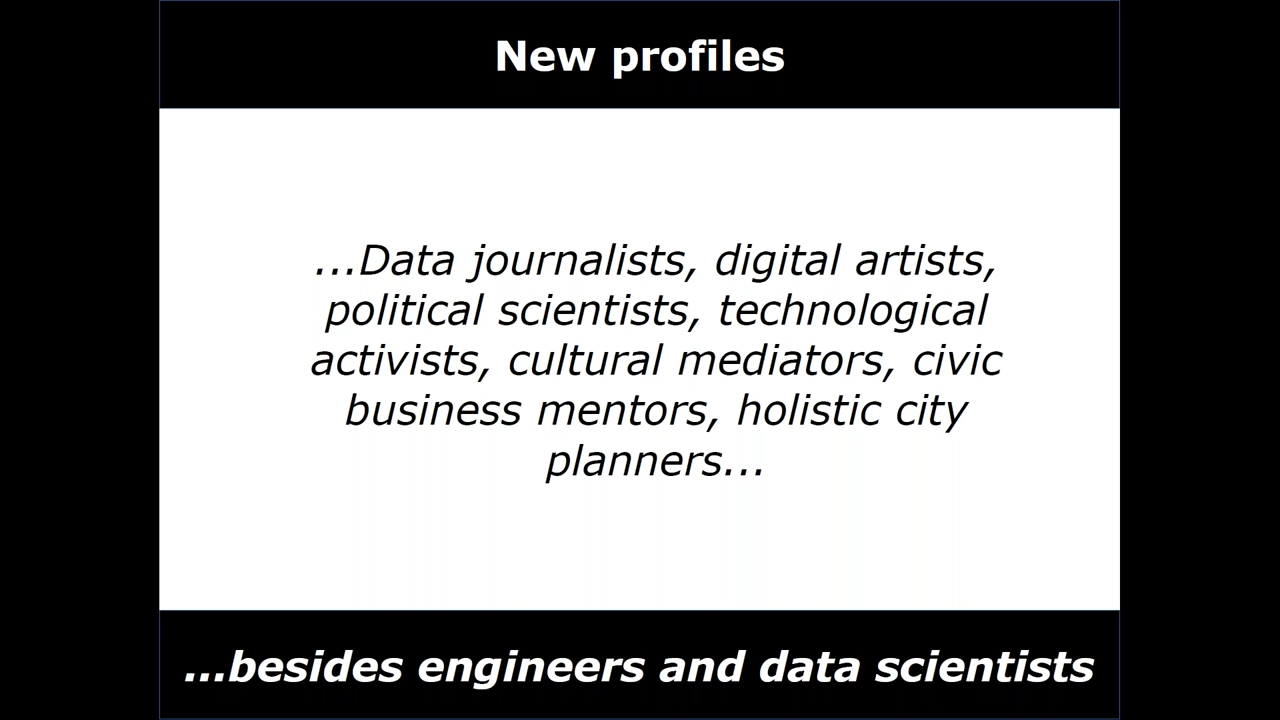 New profiles
...Data journalists, digital artists,
political scientists, technological
activists, cultural mediators, civic
business mentors, holistic city
planners...
...besides engineers and data scientists